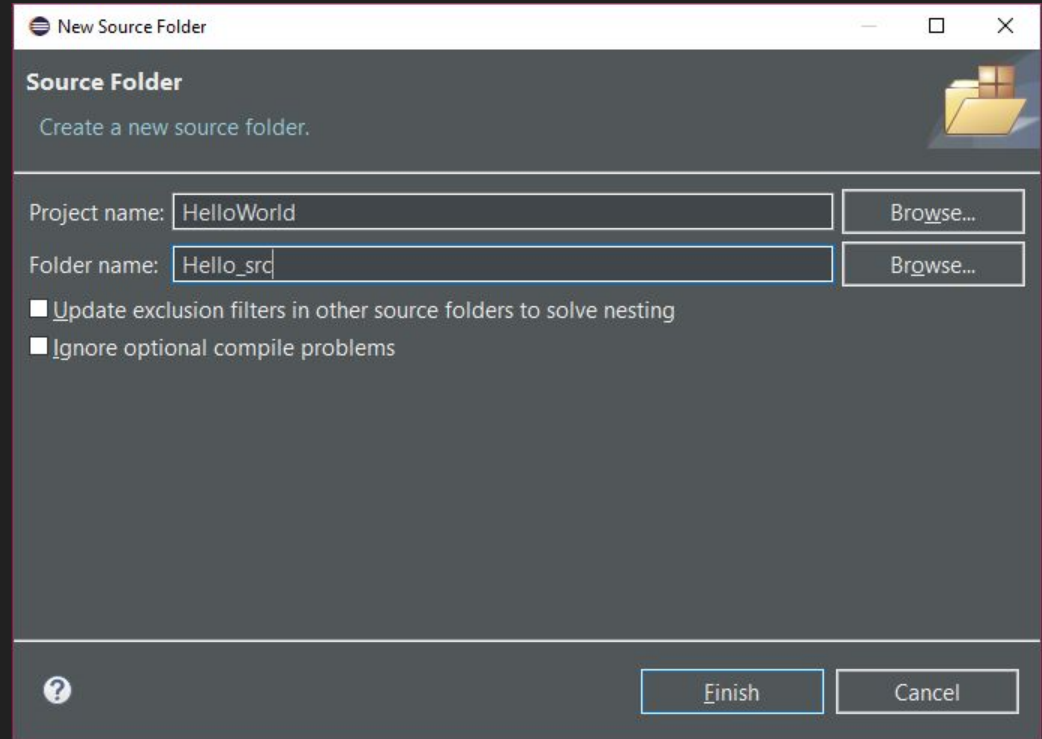 New Source Folder
Source Folder
Create a new source folder.
Project name: HelloWorld Browse...
Folder name: Hello_src Browse...
Update exclusion filters in other source folders to solve nesting
Ignore optional compile problems
? Finish Cancel